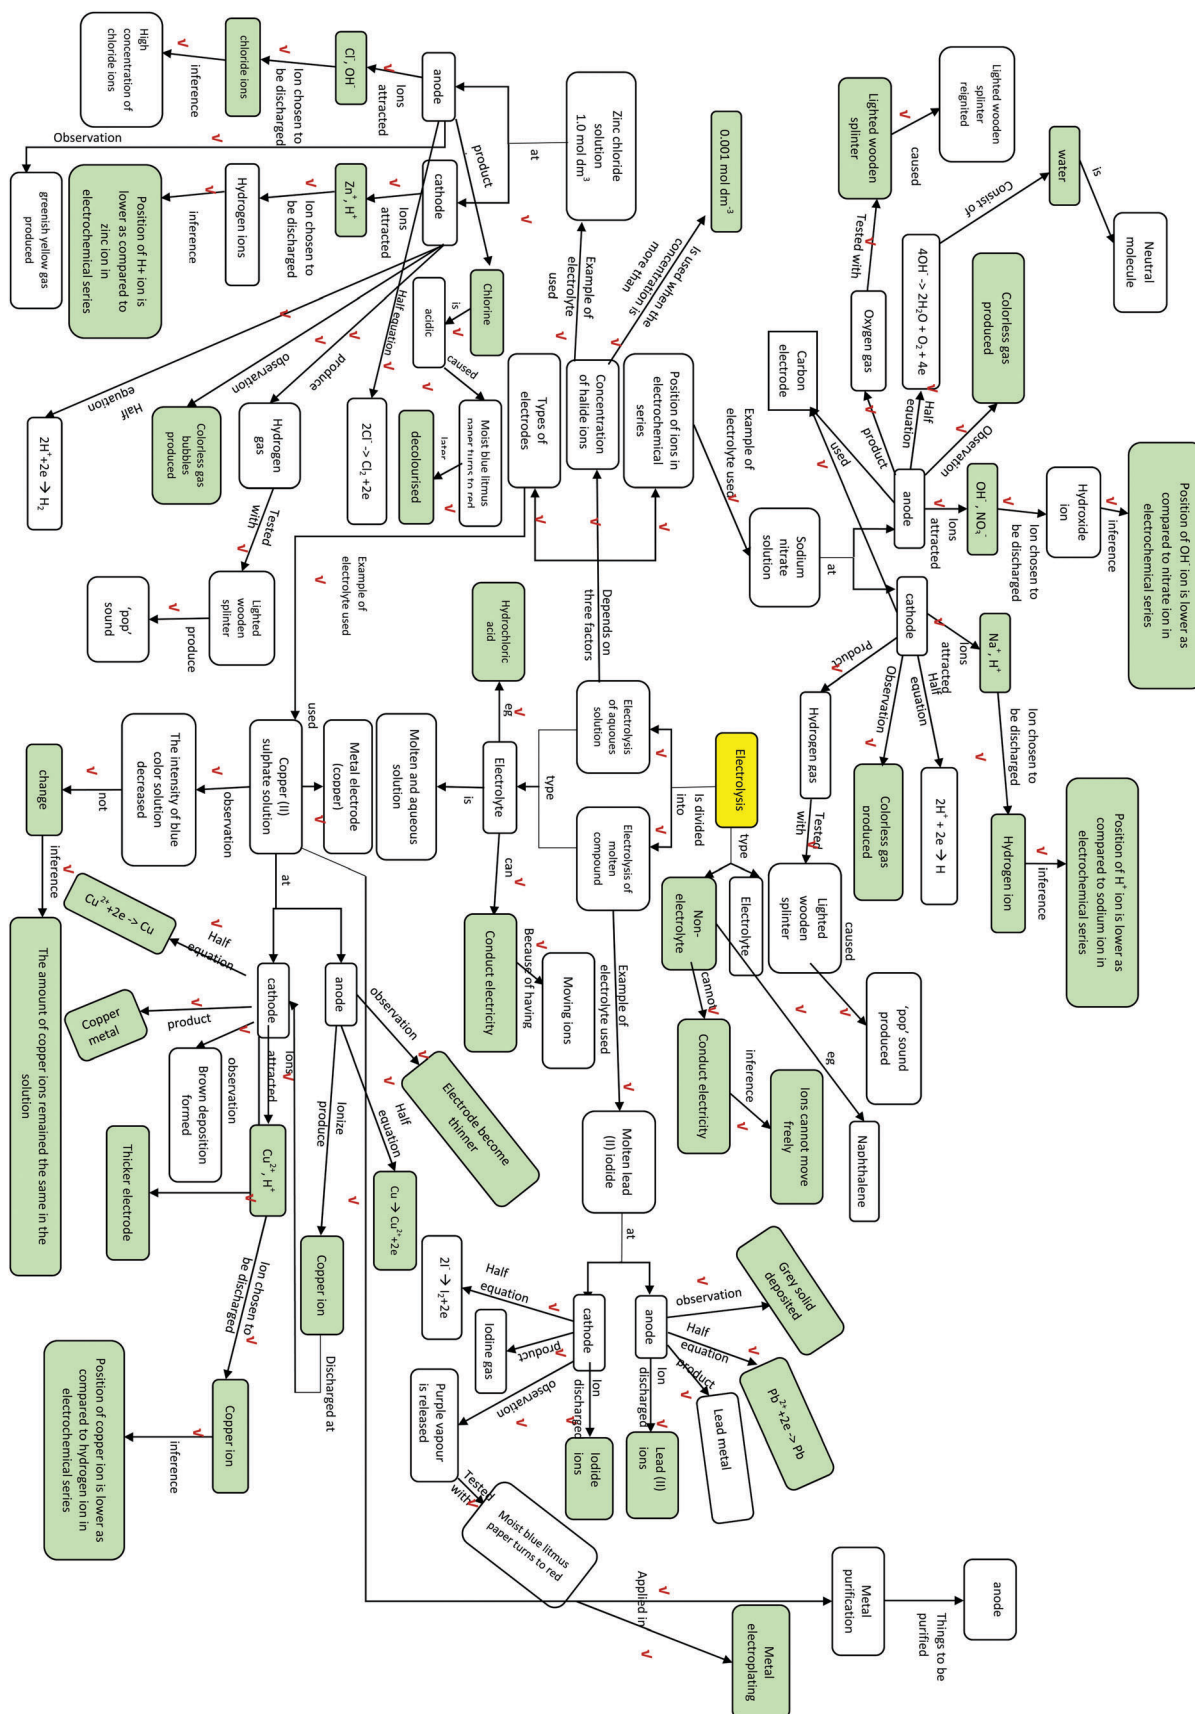 Electrolysis
type
Is divided
into
Electrolysis
of aqueous
solution
Electrolysis of
molten
compound
type
Electrolyte
eg
Hydrochloric
acid
is
Molten and aqueous
solution
can
Conduct electricity
Because of having
Moving ions
Non-
electrolyte
Electrolyte
cannot
Conduct electricity
inference
Ions cannot move
freely
eg
Naphthalene
Depends on
three factors
Types of
electrodes
Concentration
of halide ions
Position of ions in
electrochemical
series
Is used when the
concentration is
more than
0.001 mol dm⁻³
Example of
electrolyte
used
Zinc chloride
solution
1.0 mol dm³
at
anode
Ions
attracted
Cl⁻, OH⁻
Ion chosen to
be discharged
chloride ions
inference
High
concentration of
chloride ions
Observation
greenish yellow gas
produced
product
Chlorine
is
acidic
caused
Moist blue litmus
paper turns to red
later
decolourised
Half equation
2Cl⁻ -> Cl₂ +2e
cathode
Ions
attracted
Zn⁺, H⁺
Ion chosen to
be discharged
Hydrogen ions
inference
Position of H+ ion is
lower as compared to
zinc ion in
electrochemical series
produce
Hydrogen
gas
Tested
with
Lighted
wooden
splinter
produce
‘pop’
sound
observation
Colorless gas
bubbles
produced
Half
equation
2H⁺+2e → H₂
Example of
electrolyte used
Sodium
nitrate
solution
at
anode
used
Carbon
electrode
product
Oxygen gas
Tested with
Lighted wooden
splinter
caused
Lighted wooden
splinter
reignited
Half
equation
4OH⁻ -> 2H₂O + O₂ + 4e
Consist of
water
is
Neutral
molecule
Observation
Colorless gas
produced
Ions
attracted
OH⁻, NO₃⁻
Ion chosen to
be discharged
Hydroxide
ion
inference
Position of OH⁻ ion is lower as
compared to nitrate ion in
electrochemical series
cathode
Ions
attracted
Na⁺, H⁺
Ion chosen to
be discharged
Hydrogen ion
inference
Position of H⁺ ion is lower as
compared to sodium ion in
electrochemical series
Half
equation
2H⁺ + 2e → H
Observation
Colorless gas
produced
Product
Hydrogen gas
Tested
with
Lighted
wooden
splinter
caused
‘pop’ sound
produced
Example of
electrolyte used
used
Copper (II)
sulphate solution
Metal electrode
(copper)
observation
The intensity of blue
color solution
decreased
not
change
inference
The amount of copper ions remained the same in the
solution
at
anode
observation
Electrode become
thinner
Half
equation
Cu → Cu²⁺+2e
Ionize
produce
Copper ion
Discharged at
cathode
Half
equation
Cu²⁺+2e -> Cu
product
Copper
metal
observation
Brown deposition
formed
Ions
attracted
Cu²⁺, H⁺
Thicker electrode
Ion chosen to
be discharged
Copper ion
inference
Position of copper ion is lower as
compared to hydrogen ion in
electrochemical series
Example of
electrolyte used
Molten lead
(II) iodide
at
anode
observation
Grey solid
deposited
Half
equation
Pb²⁺+2e -> Pb
product
Lead metal
Ion
discharged
Lead (II)
ions
cathode
Half
equation
2I⁻ → I₂+2e
product
Iodine gas
observation
Purple vapour
is released
Tested
with
Moist blue litmus
paper turns to red
Ion
discharged
Iodide
ions
Applied in
Metal
purification
Things to be
purified
anode
Metal
electroplating